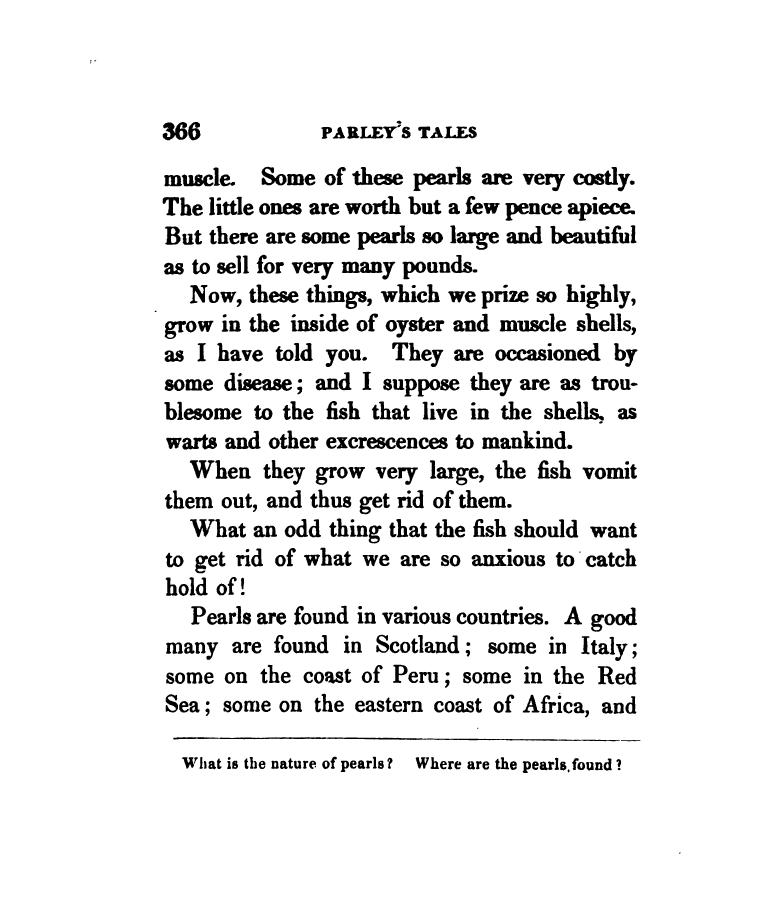 366 PARLEY'S TALES
muscle. Some of these pearls are very costly.
The little ones are worth but a few pence apiece.
But there are some pearls so large and beautiful
as to sell for very many pounds.
Now, these things, which we prize so highly,
grow in the inside of oyster and muscle shells,
as I have told you. They are occasioned by
some disease; and I suppose they are as trou-
blesome to the fish that live in the shells, as
warts and other excrescences to mankind.
When they grow very large, the fish vomit
them out, and thus get rid of them.
What an odd thing that the fish should want
to get rid of what we are so anxious to catch
hold of!
Pearls are found in various countries. A good
many are found in Scotland; some in Italy;
some on the coast of Peru; some in the Red
Sea; some on the eastern coast of Africa, and
What is the nature of pearls? Where are the pearls found?